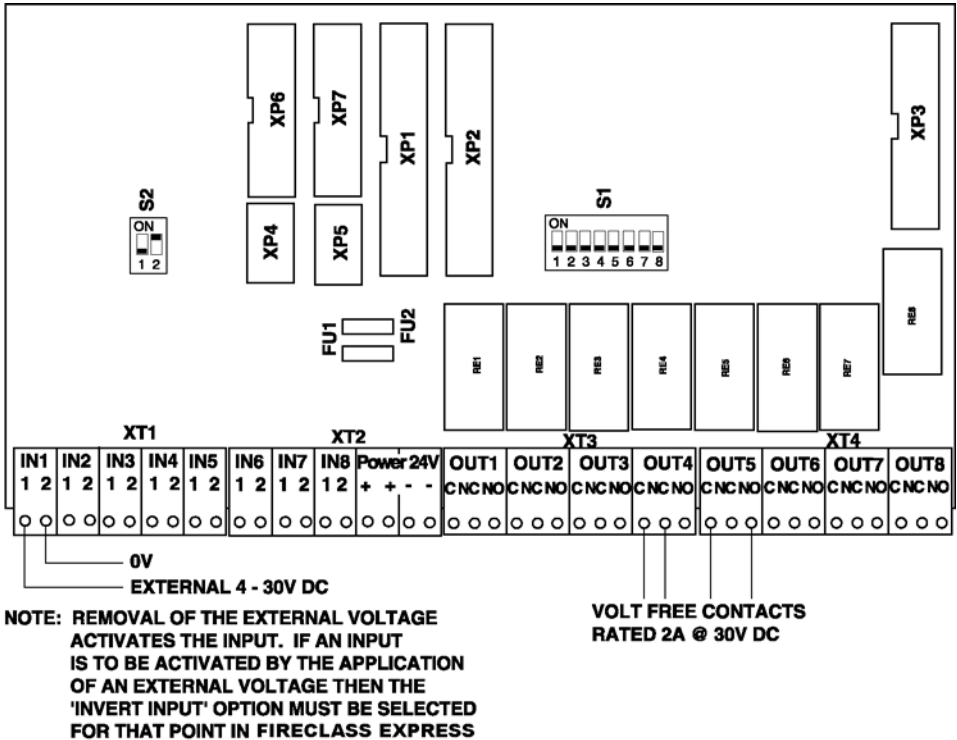 XP6
XP7
XP1
XP2
XP3
S2
ON
1 2
XP4
XP5
S1
ON
1 2 3 4 5 6 7 8
FU1
FU2
RE1
RE2
RE3
RE4
RE5
RE6
RE7
RE8
XT1
XT2
XT3
XT4
IN1 IN2 IN3 IN4 IN5 IN6 IN7 IN8 Power 24V OUT1 OUT2 OUT3 OUT4 OUT5 OUT6 OUT7 OUT8
1 2 1 2 1 2 1 2 1 2 1 2 1 2 1 2 + + - - C NC NO C NC NO C NC NO C NC NO C NC NO C NC NO C NC NO C NC NO
0V
EXTERNAL 4 - 30V DC
NOTE: REMOVAL OF THE EXTERNAL VOLTAGE
ACTIVATES THE INPUT. IF AN INPUT
IS TO BE ACTIVATED BY THE APPLICATION
OF AN EXTERNAL VOLTAGE THEN THE
'INVERT INPUT' OPTION MUST BE SELECTED
FOR THAT POINT IN FIRECLASS EXPRESS
VOLT FREE CONTACTS
RATED 2A @ 30V DC